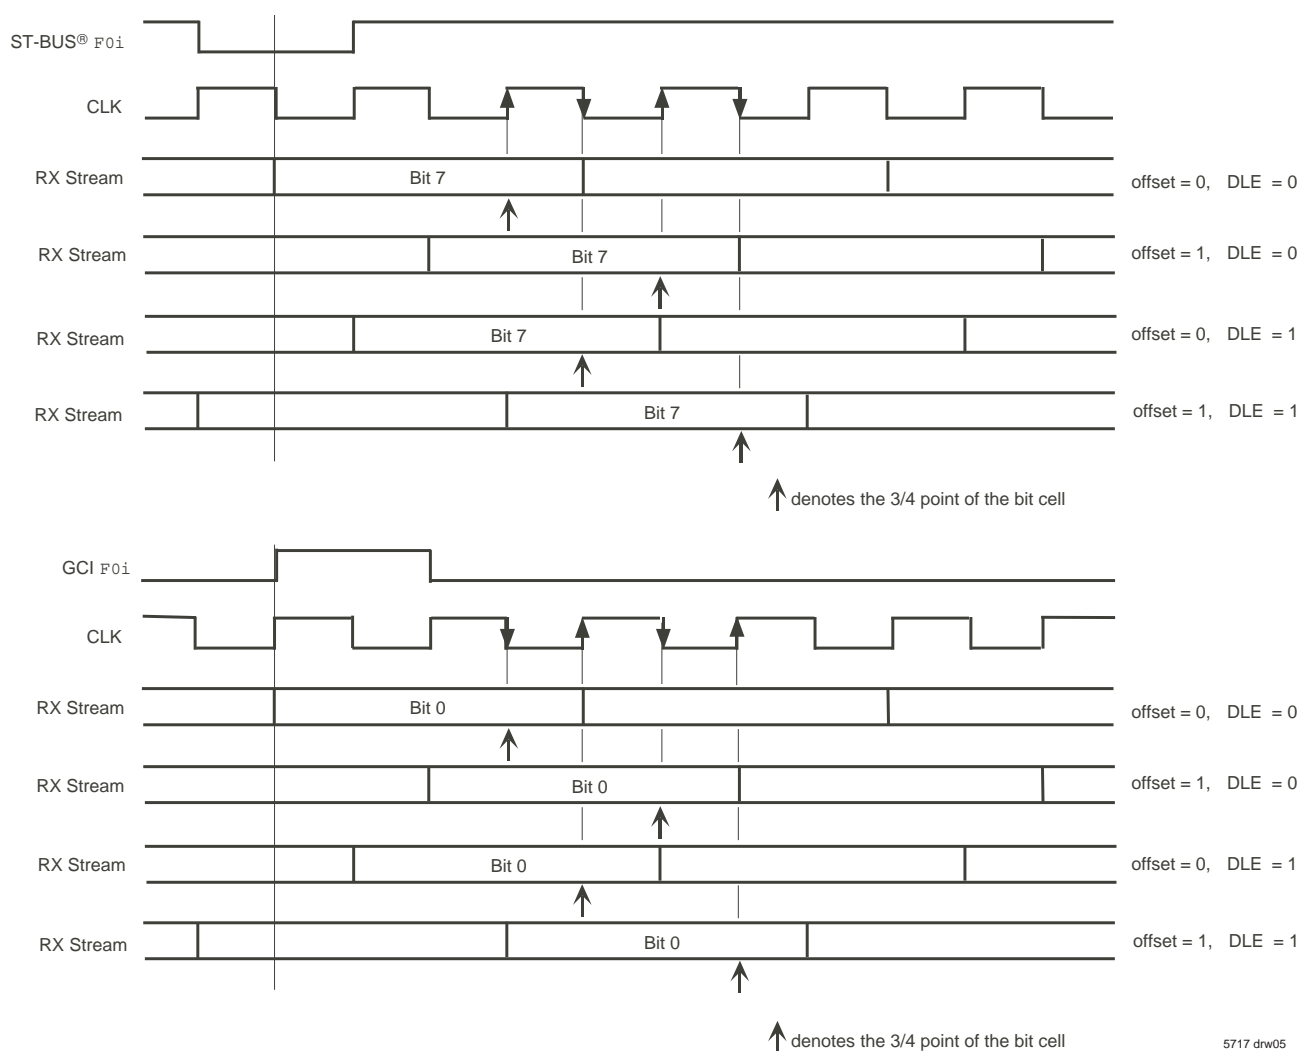 ST-BUS® F0i
CLK
RX Stream Bit 7 offset = 0, DLE = 0
RX Stream Bit 7 offset = 1, DLE = 0
RX Stream Bit 7 offset = 0, DLE = 1
RX Stream Bit 7 offset = 1, DLE = 1
denotes the 3/4 point of the bit cell
GCI F0i
CLK
RX Stream Bit 0 offset = 0, DLE = 0
RX Stream Bit 0 offset = 1, DLE = 0
RX Stream Bit 0 offset = 0, DLE = 1
RX Stream Bit 0 offset = 1, DLE = 1
denotes the 3/4 point of the bit cell
5717 drw05